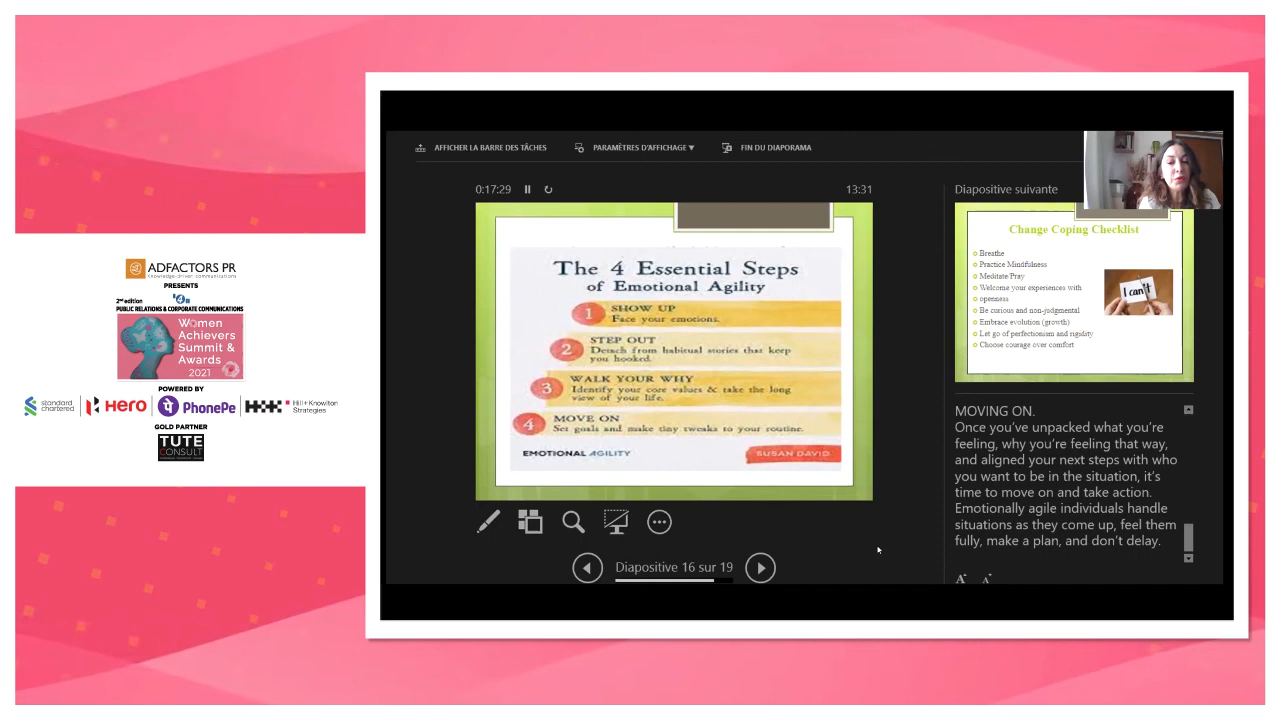 ADFACTORS PR
Knowledge-driven communications
PRESENTS
2nd edition
PUBLIC RELATIONS & CORPORATE COMMUNICATIONS
Women
Achievers
Summit &
Awards
2021
POWERED BY
standard
chartered
Hero
PhonePe
H+K
Hill+Knowlton
Strategies
GOLD PARTNER
TUTE
CONSULT
AFFICHER LA BARRE DES TÂCHES
PARAMÈTRES D'AFFICHAGE ▼
FIN DU DIAPORAMA
0:17:29
13:31
The 4 Essential Steps
of Emotional Agility
1 SHOW UP
Face your emotions.
2 STEP OUT
Detach from habitual stories that keep
you hooked.
3 WALK YOUR WHY
Identify your core values & take the long
view of your life.
4 MOVE ON
Set goals and make tiny tweaks to your routine.
EMOTIONAL AGILITY
SUSAN DAVID
Diapositive 16 sur 19
Diapositive suivante
Change Coping Checklist
Breathe
Practice Mindfulness
Meditate/Pray
Welcome your experiences with
openness
Be curious and non-judgmental
Embrace evolution (growth)
Let go of perfectionism and rigidity
Choose courage over comfort
I can't
MOVING ON.
Once you've unpacked what you're
feeling, why you're feeling that way,
and aligned your next steps with who
you want to be in the situation, it's
time to move on and take action.
Emotionally agile individuals handle
situations as they come up, feel them
fully, make a plan, and don't delay.
A A